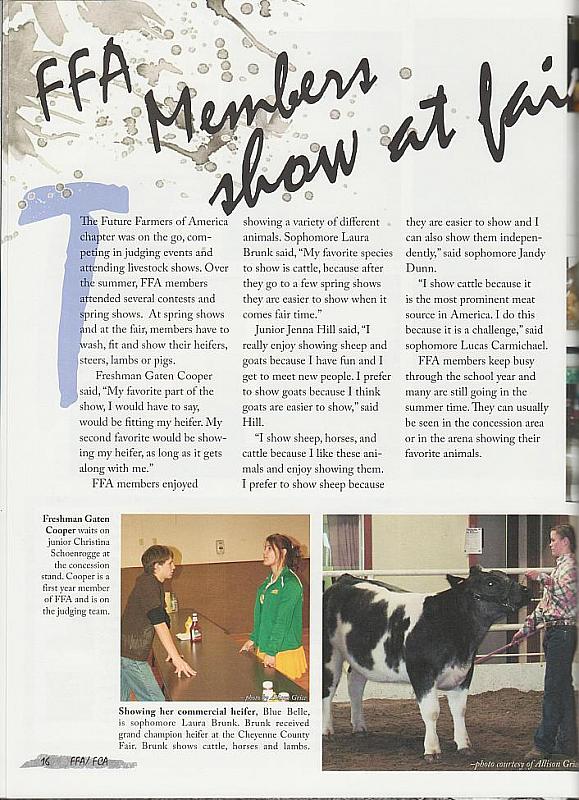 FFA
Members
show at fai
The Future Farmers of America
chapter was on the go, com-
peting in judging events and
attending livestock shows. Over
the summer, FFA members
attended several contests and
spring shows. At spring shows
and at the fair, members have to
wash, fit and show their heifers,
steers, lambs or pigs.
Freshman Gaten Cooper
said, “My favorite part of the
show, I would have to say,
would be fitting my heifer. My
second favorite would be show-
ing my heifer, as long as it gets
along with me.”
FFA members enjoyed
showing a variety of different
animals. Sophomore Laura
Brunk said, “My favorite species
to show is cattle, because after
they go to a few spring shows
they are easier to show when it
comes fair time.”
Junior Jenna Hill said, “I
really enjoy showing sheep and
goats because I have fun and I
get to meet new people. I prefer
to show goats because I think
goats are easier to show,” said
Hill.
“I show sheep, horses, and
cattle because I like these ani-
mals and enjoy showing them.
I prefer to show sheep because
they are easier to show and I
can also show them indepen-
dently,” said sophomore Jandy
Dunn.
“I show cattle because it
is the most prominent meat
source in America. I do this
because it is a challenge,” said
sophomore Lucas Carmichael.
FFA members keep busy
through the school year and
many are still going in the
summer time. They can usually
be seen in the concession area
or in the arena showing their
favorite animals.
Freshman Gaten
Cooper waits on
junior Christina
Schoenrogge at
the concession
stand. Cooper is a
first year member
of FFA and is on
the judging team.
–photo by Allison Grice
Showing her commercial heifer, Blue Belle,
is sophomore Laura Brunk. Brunk received
grand champion heifer at the Cheyenne County
Fair. Brunk shows cattle, horses and lambs.
–photo courtesy of Allison Gric
16 FFA/ FCA